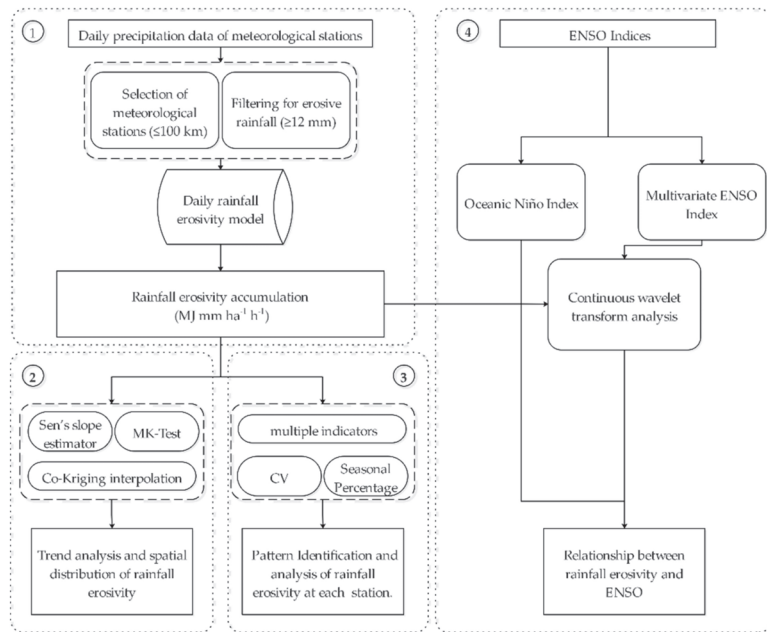 1
Daily precipitation data of meteorological stations
Selection of
meteorological
stations (≤100 km)
Filtering for erosive
rainfall (≥12 mm)
Daily rainfall
erosivity model
Rainfall erosivity accumulation
(MJ mm ha⁻¹ h⁻¹)
2
Sen's slope
estimator
MK-Test
Co-Kriging interpolation
Trend analysis and spatial
distribution of rainfall
erosivity
3
multiple indicators
CV
Seasonal
Percentage
Pattern Identification and
analysis of rainfall
erosivity at each station.
4
ENSO Indices
Oceanic Niño Index
Multivariate ENSO
Index
Continuous wavelet
transform analysis
Relationship between
rainfall erosivity and
ENSO